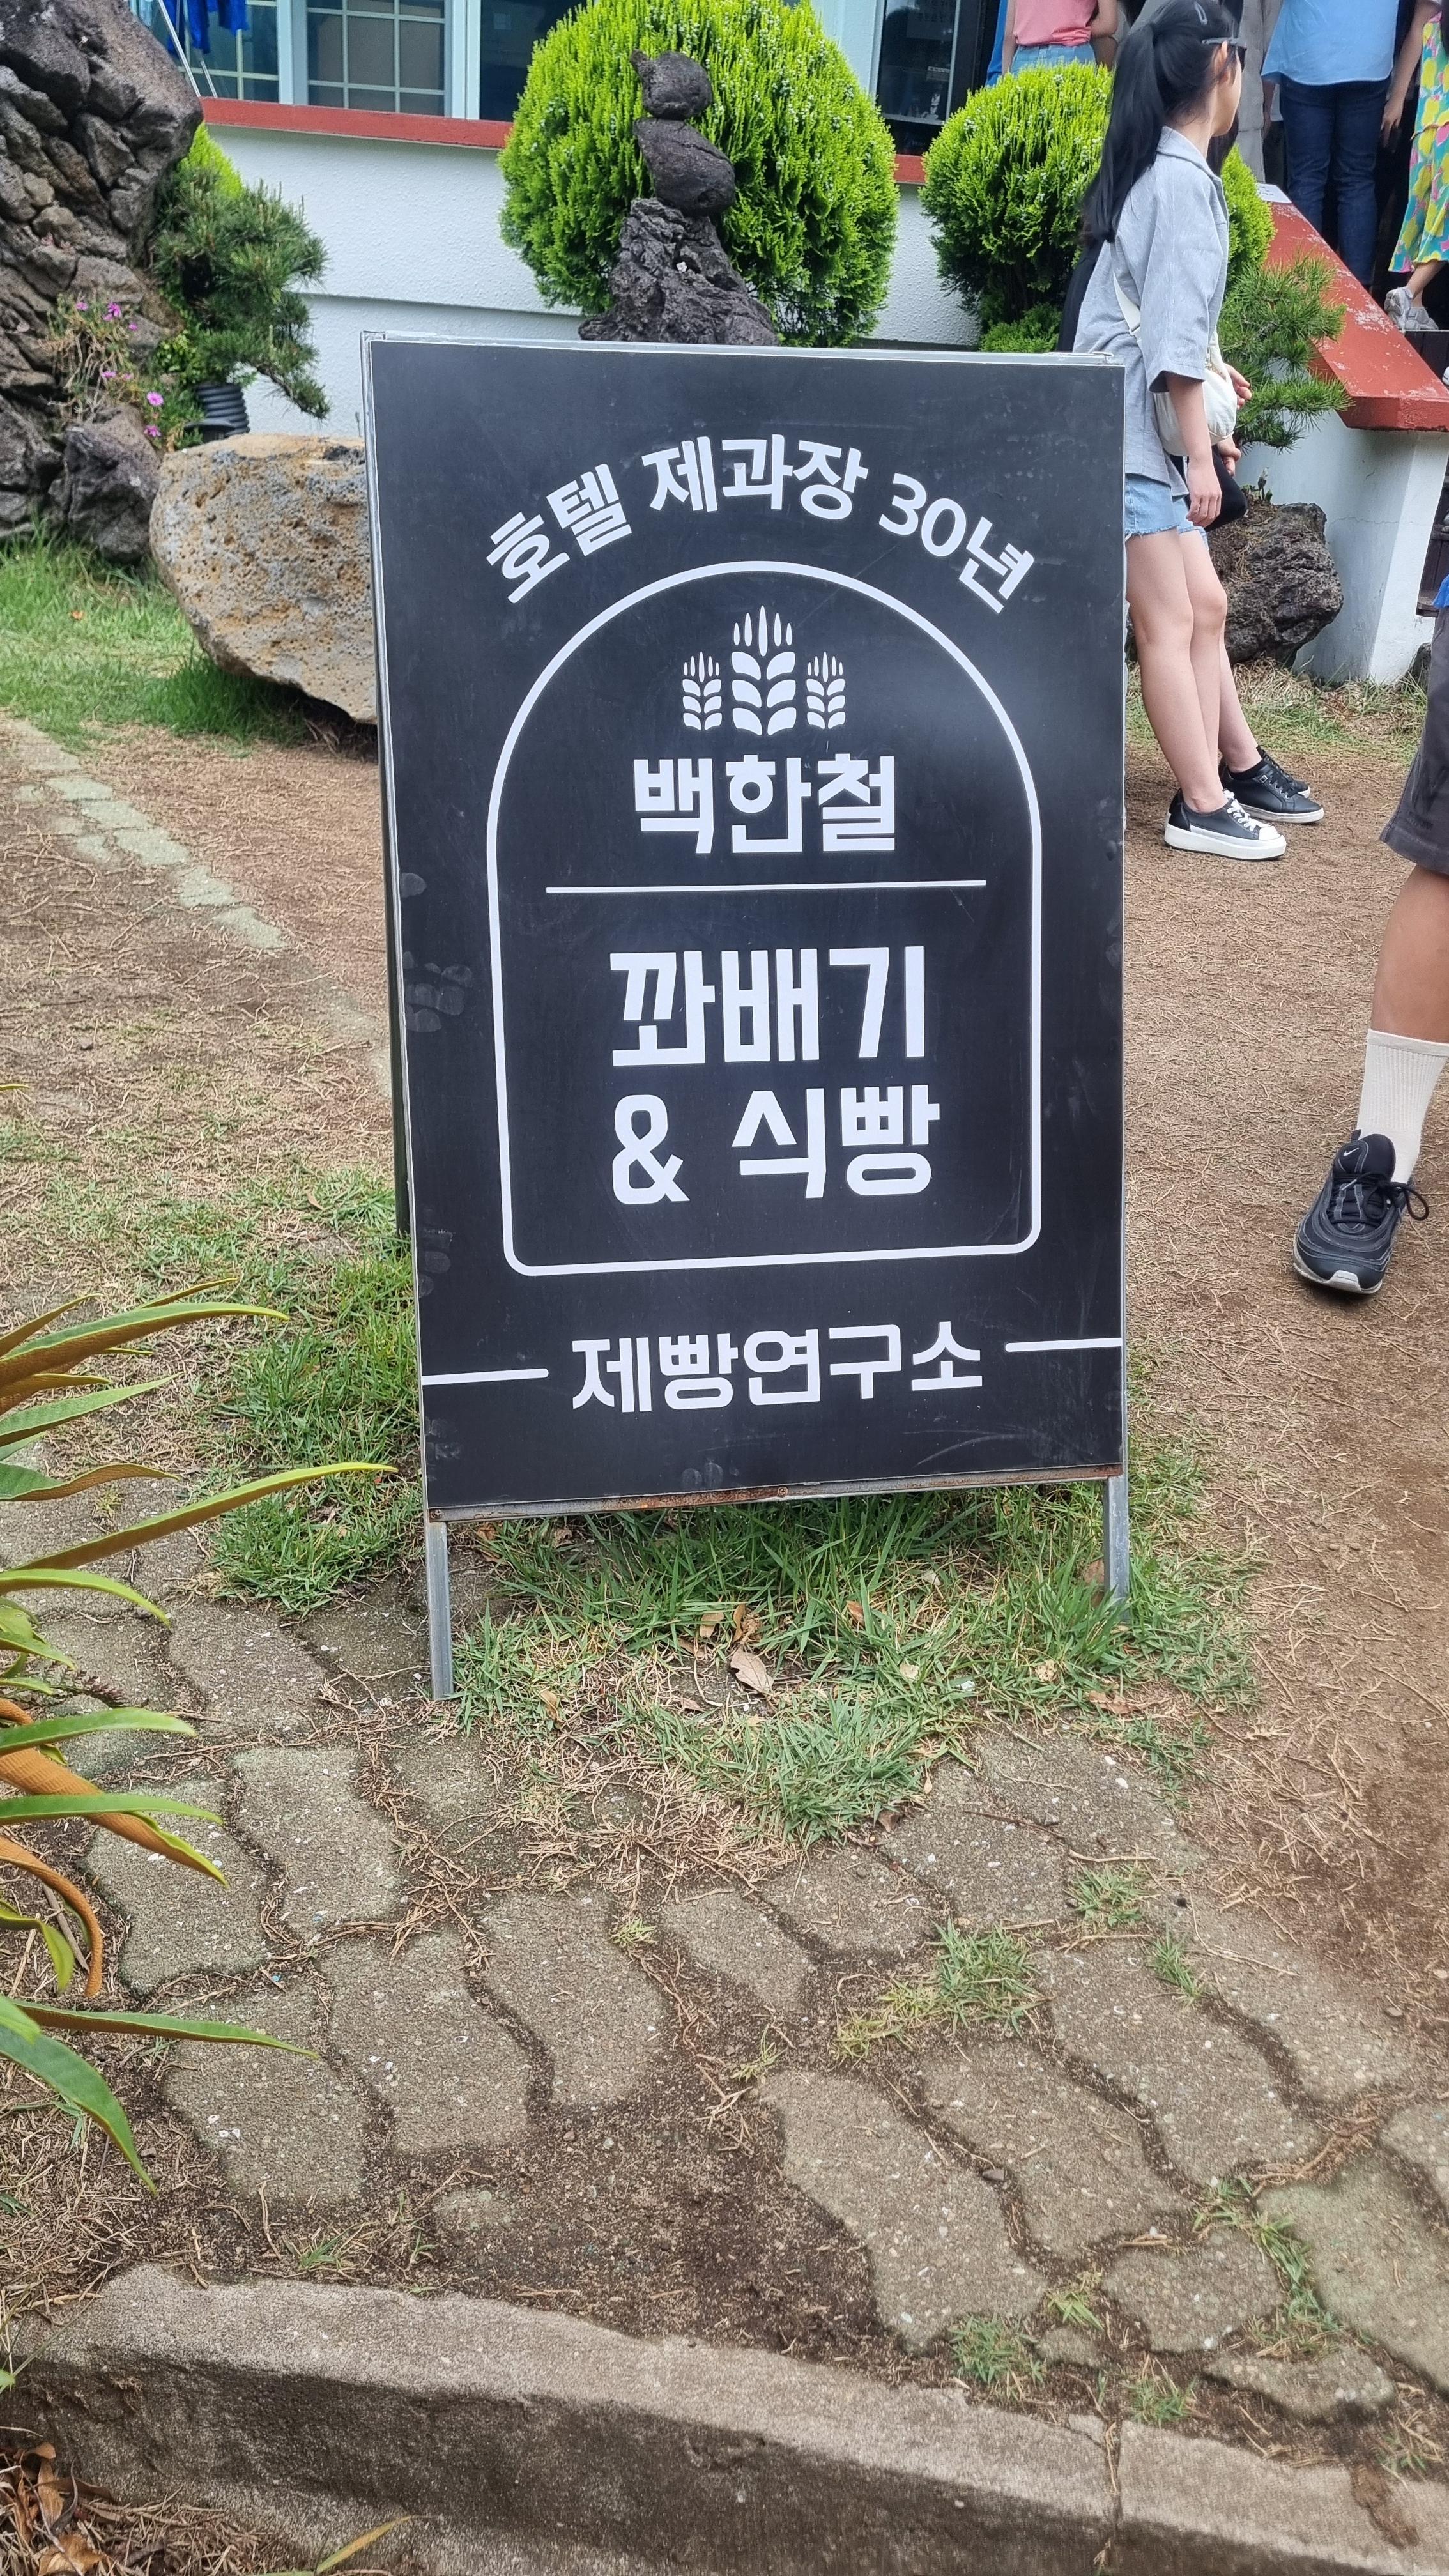 호텔 제과장 30년
백한철
꽈배기
& 식빵
제빵연구소